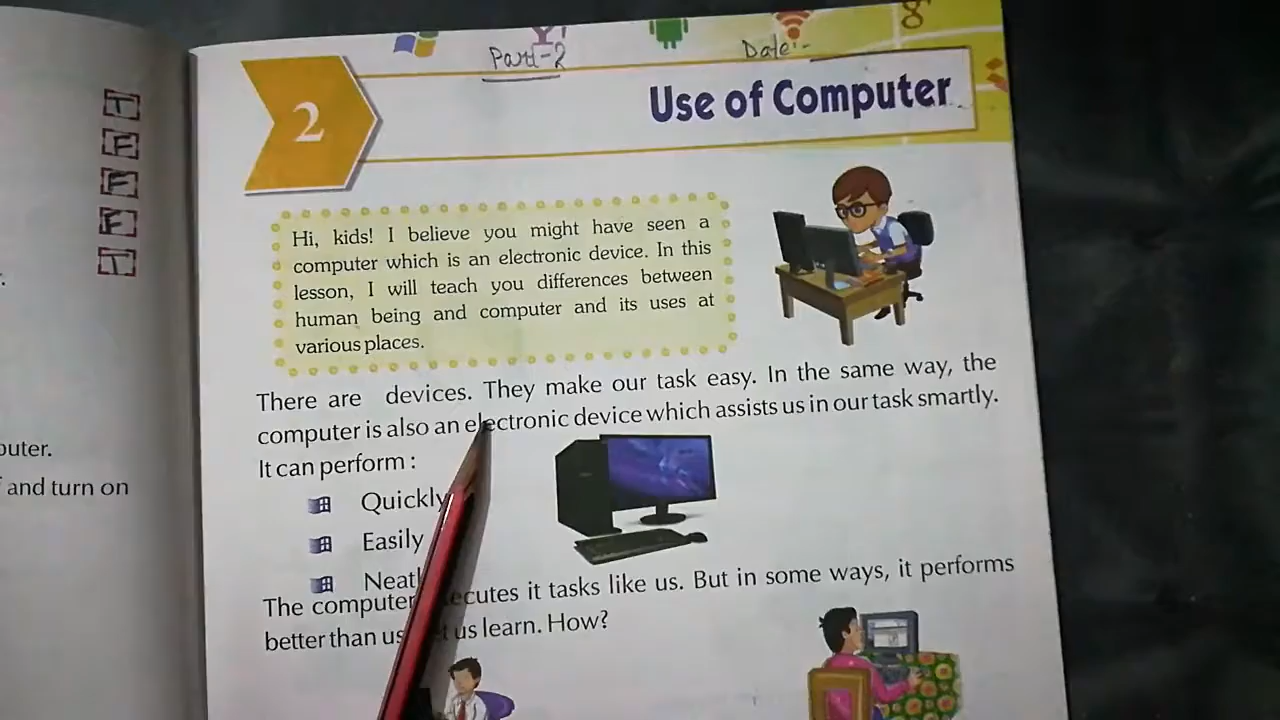 T
F
F
F
T
puter.
and turn on
Part-2
Date:-
2
Use of Computer
Hi, kids! I believe you might have seen a
computer which is an electronic device. In this
lesson, I will teach you differences between
human being and computer and its uses at
various places.
There are devices. They make our task easy. In the same way, the
computer is also an electronic device which assists us in our task smartly.
It can perform :
Quickly
Easily
Neatl
The computer ecutes it tasks like us. But in some ways, it performs
better than us t us learn. How?